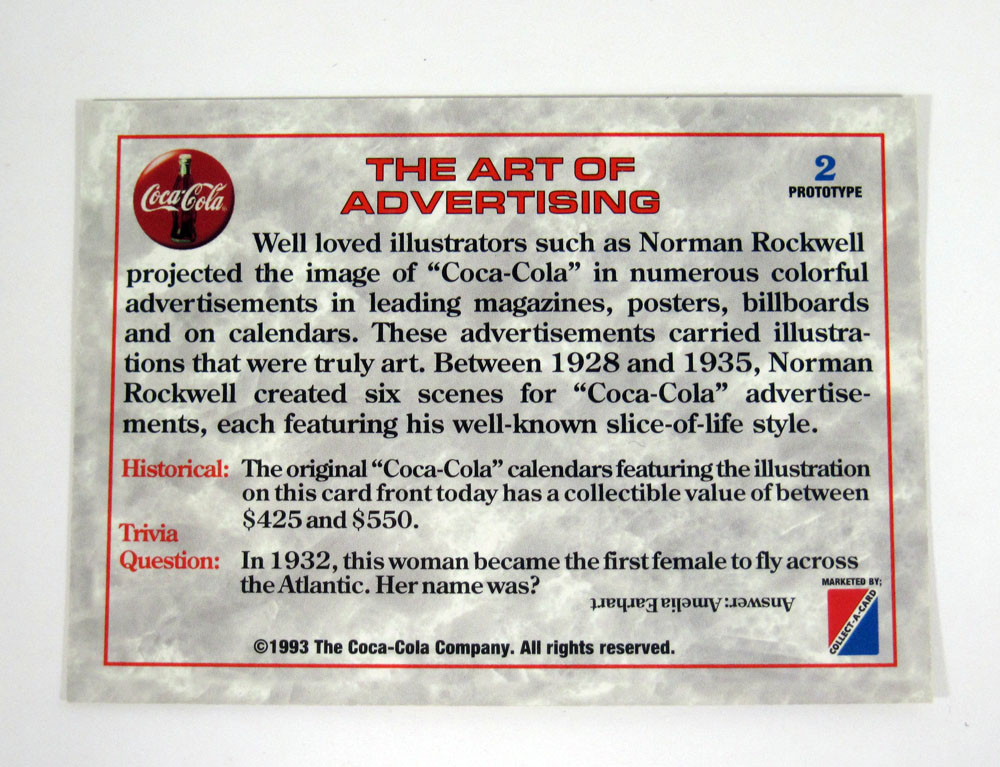 Coca-Cola
THE ART OF
ADVERTISING
2
PROTOTYPE
Well loved illustrators such as Norman Rockwell
projected the image of “Coca-Cola” in numerous colorful
advertisements in leading magazines, posters, billboards
and on calendars. These advertisements carried illustra-
tions that were truly art. Between 1928 and 1935, Norman
Rockwell created six scenes for “Coca-Cola” advertise-
ments, each featuring his well-known slice-of-life style.
Historical: The original “Coca-Cola” calendars featuring the illustration
on this card front today has a collectible value of between
$425 and $550.
Trivia
Question: In 1932, this woman became the first female to fly across
the Atlantic. Her name was?
Answer: Amelia Earhart
MARKETED BY:
COLLECT-A-CARD
©1993 The Coca-Cola Company. All rights reserved.